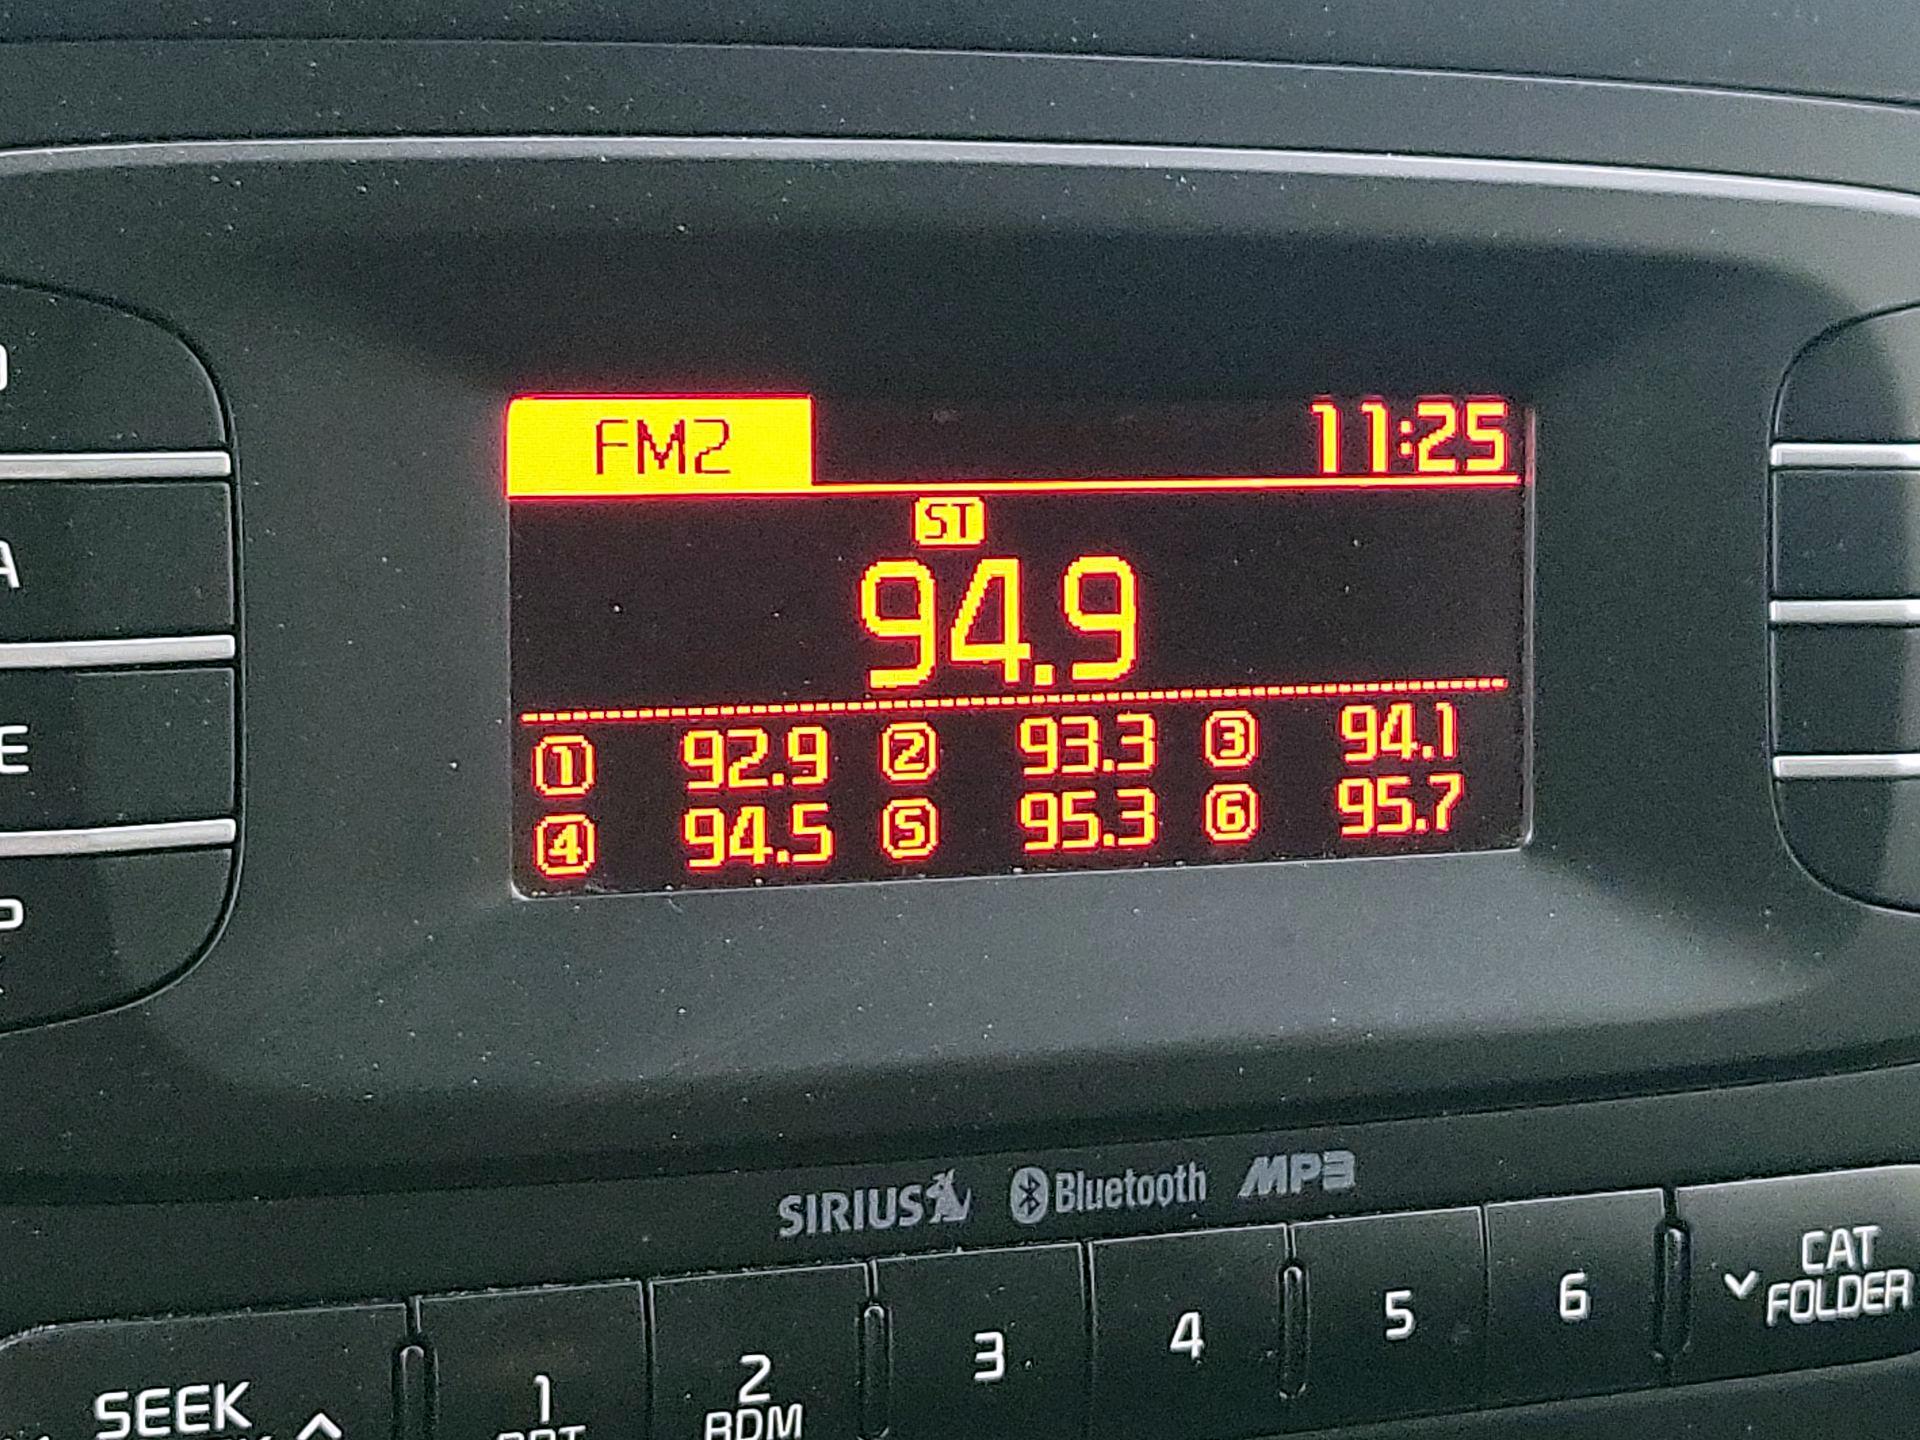 FM2 11:25
ST
94.9
1 92.9 2 93.3 3 94.1
4 94.5 5 95.3 6 95.7
A
E
P
SIRIUS Bluetooth MP3
SEEK 1 2 RDM 3 4 5 6 CAT FOLDER